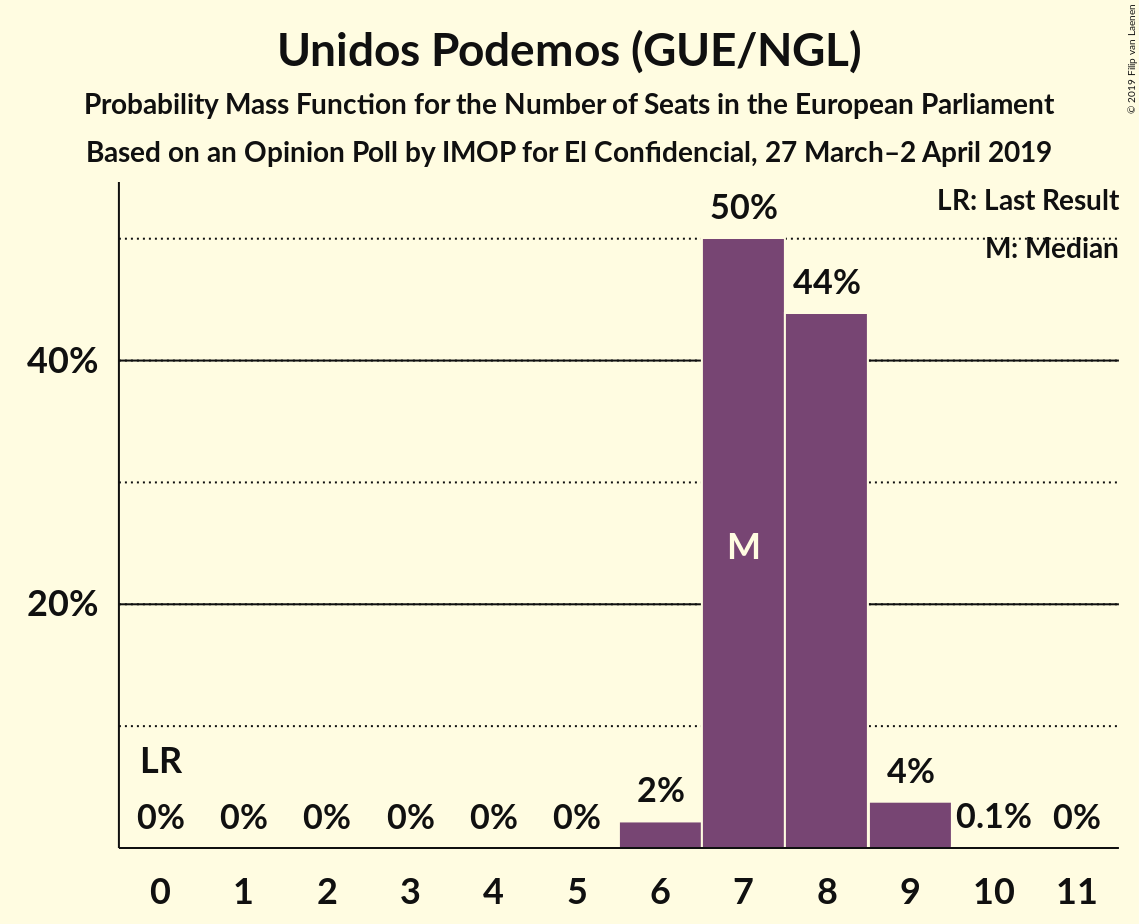 Unidos Podemos (GUE/NGL)
Probability Mass Function for the Number of Seats in the European Parliament
Based on an Opinion Poll by IMOP for El Confidencial, 27 March–2 April 2019
© 2019 Filip van Laenen
LR: Last Result
M: Median
50%
44%
40%
M
20%
LR
0% 0% 0% 0% 0% 0% 2% 4% 0.1% 0%
0 1 2 3 4 5 6 7 8 9 10 11